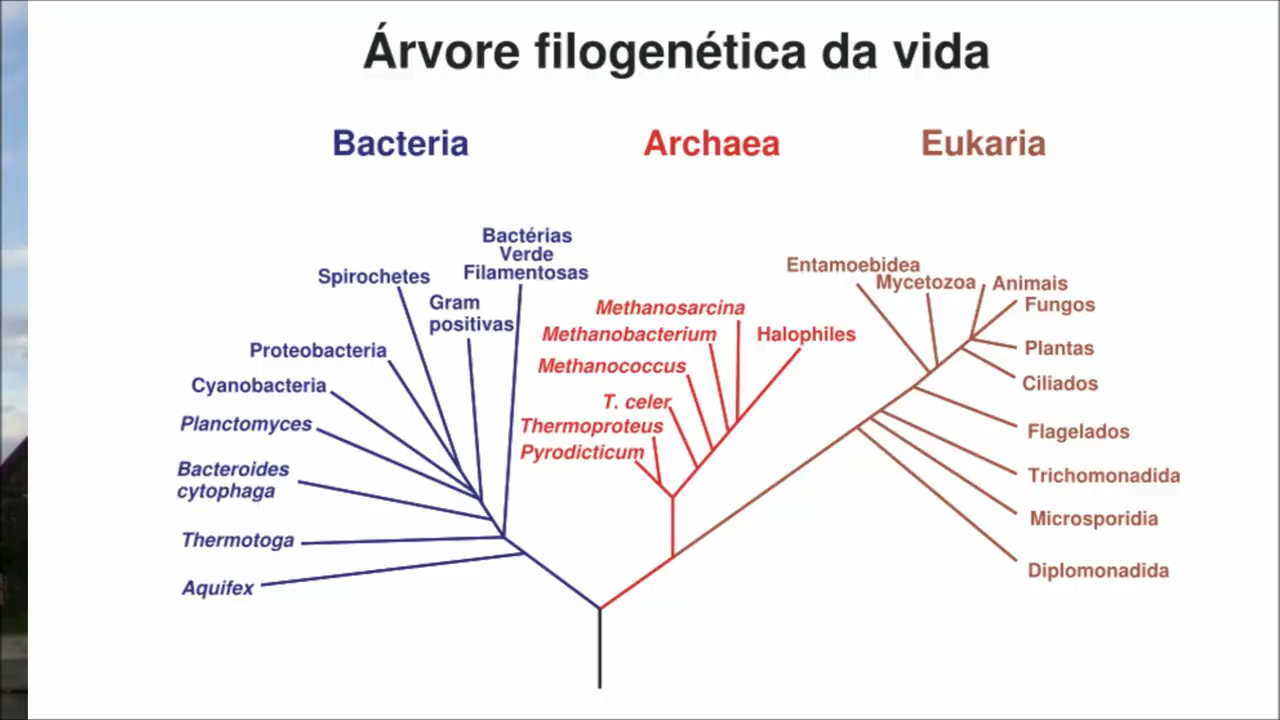 Árvore filogenética da vida
Bacteria
Archaea
Eukaria
Bactérias
Verde
Filamentosas
Spirochetes
Gram
positivas
Proteobacteria
Cyanobacteria
Planctomyces
Bacteroides
cytophaga
Thermotoga
Aquifex
Methanosarcina
Methanobacterium
Halophiles
Methanococcus
T. celer
Thermoproteus
Pyrodicticum
Entamoebidea
Mycetozoa
Animais
Fungos
Plantas
Ciliados
Flagelados
Trichomonadida
Microsporidia
Diplomonadida